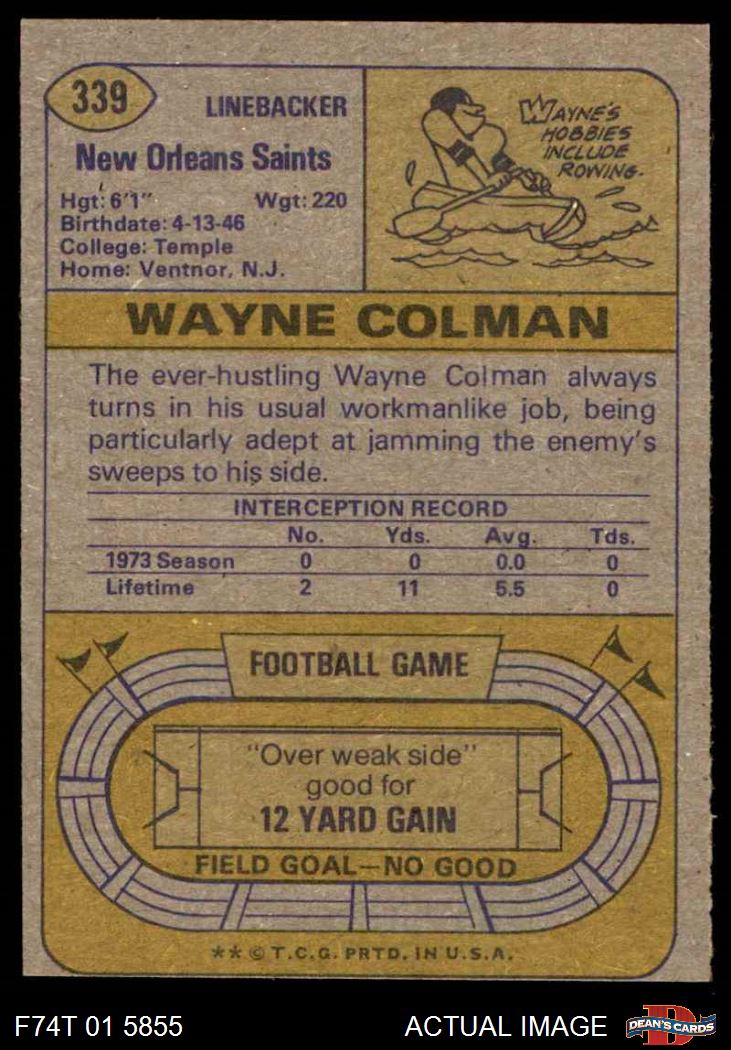 339
LINEBACKER
New Orleans Saints
Hgt: 6'1" Wgt: 220
Birthdate: 4-13-46
College: Temple
Home: Ventnor, N.J.
WAYNE'S
HOBBIES
INCLUDE
ROWING.
WAYNE COLMAN
The ever-hustling Wayne Colman always
turns in his usual workmanlike job, being
particularly adept at jamming the enemy's
sweeps to his side.
INTERCEPTION RECORD
No. Yds. Avg. Tds.
1973 Season 0 0 0.0 0
Lifetime 2 11 5.5 0
FOOTBALL GAME
"Over weak side"
good for
12 YARD GAIN
FIELD GOAL—NO GOOD
** © T.C.G. PRTD. IN U.S.A.
F74T 01 5855 ACTUAL IMAGE
D
DEAN'S CARDS